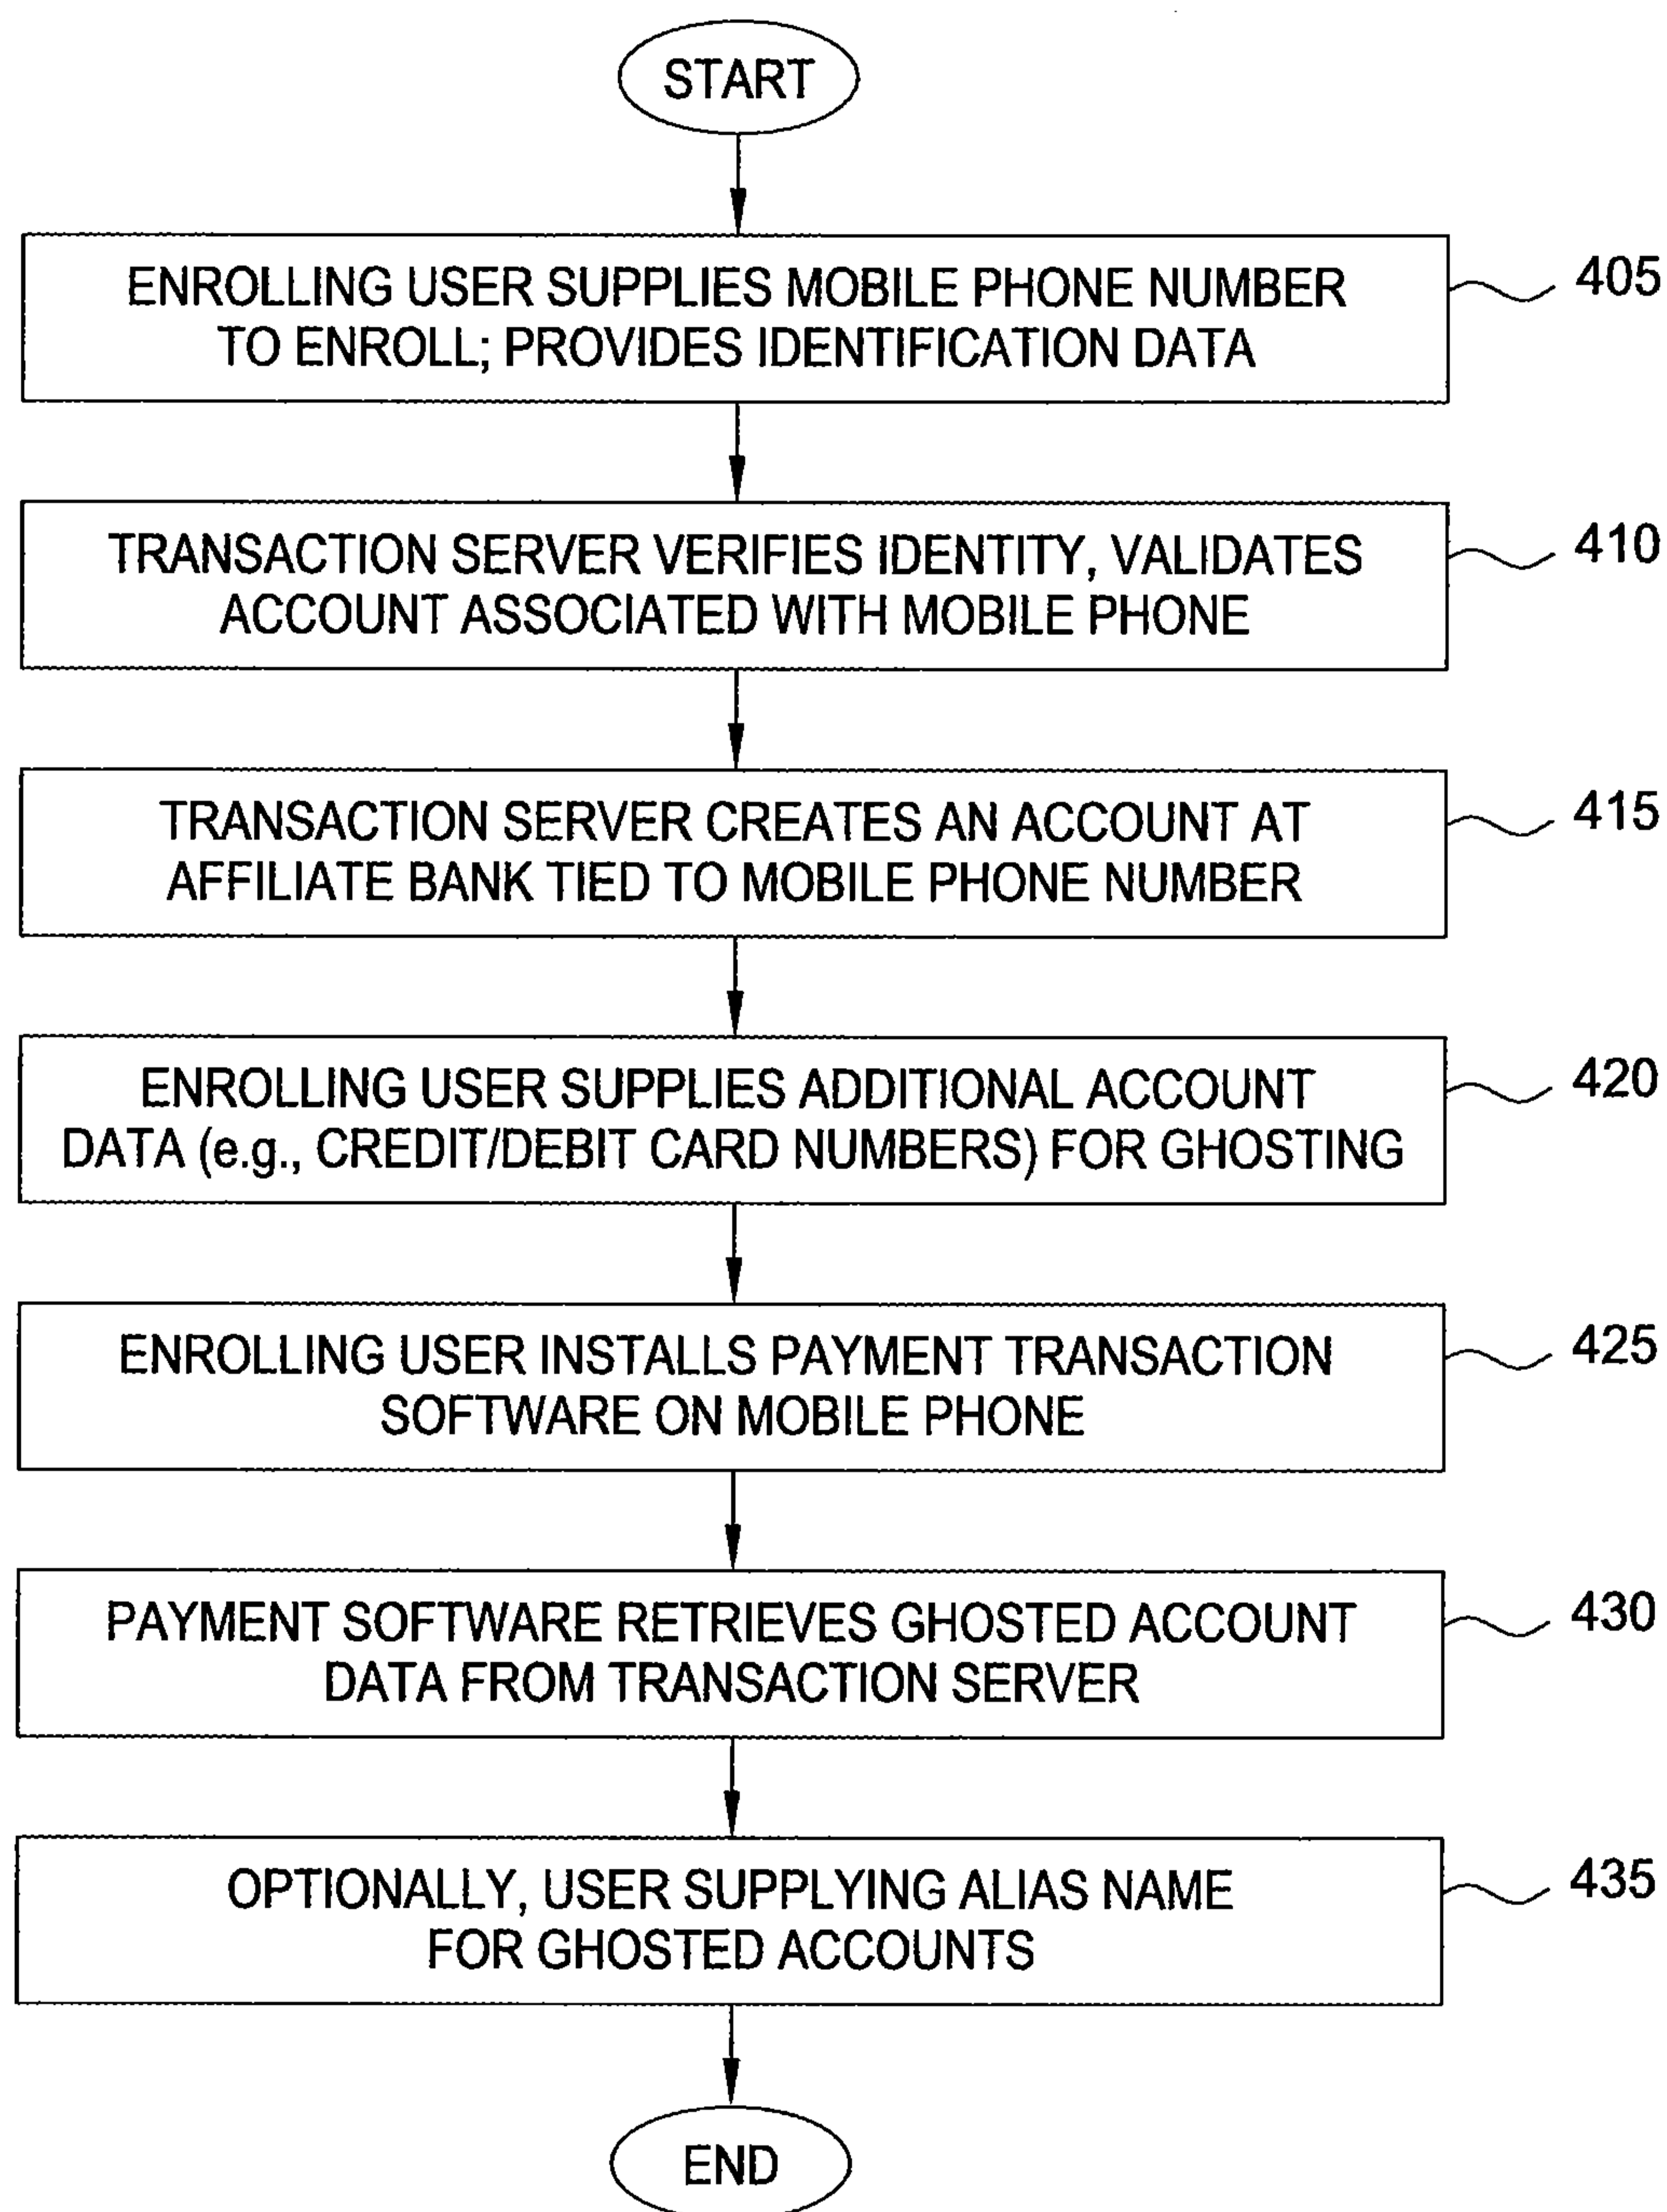 START
ENROLLING USER SUPPLIES MOBILE PHONE NUMBER
TO ENROLL; PROVIDES IDENTIFICATION DATA
405
TRANSACTION SERVER VERIFIES IDENTITY, VALIDATES
ACCOUNT ASSOCIATED WITH MOBILE PHONE
410
TRANSACTION SERVER CREATES AN ACCOUNT AT
AFFILIATE BANK TIED TO MOBILE PHONE NUMBER
415
ENROLLING USER SUPPLIES ADDITIONAL ACCOUNT
DATA (e.g., CREDIT/DEBIT CARD NUMBERS) FOR GHOSTING
420
ENROLLING USER INSTALLS PAYMENT TRANSACTION
SOFTWARE ON MOBILE PHONE
425
PAYMENT SOFTWARE RETRIEVES GHOSTED ACCOUNT
DATA FROM TRANSACTION SERVER
430
OPTIONALLY, USER SUPPLYING ALIAS NAME
FOR GHOSTED ACCOUNTS
435
END